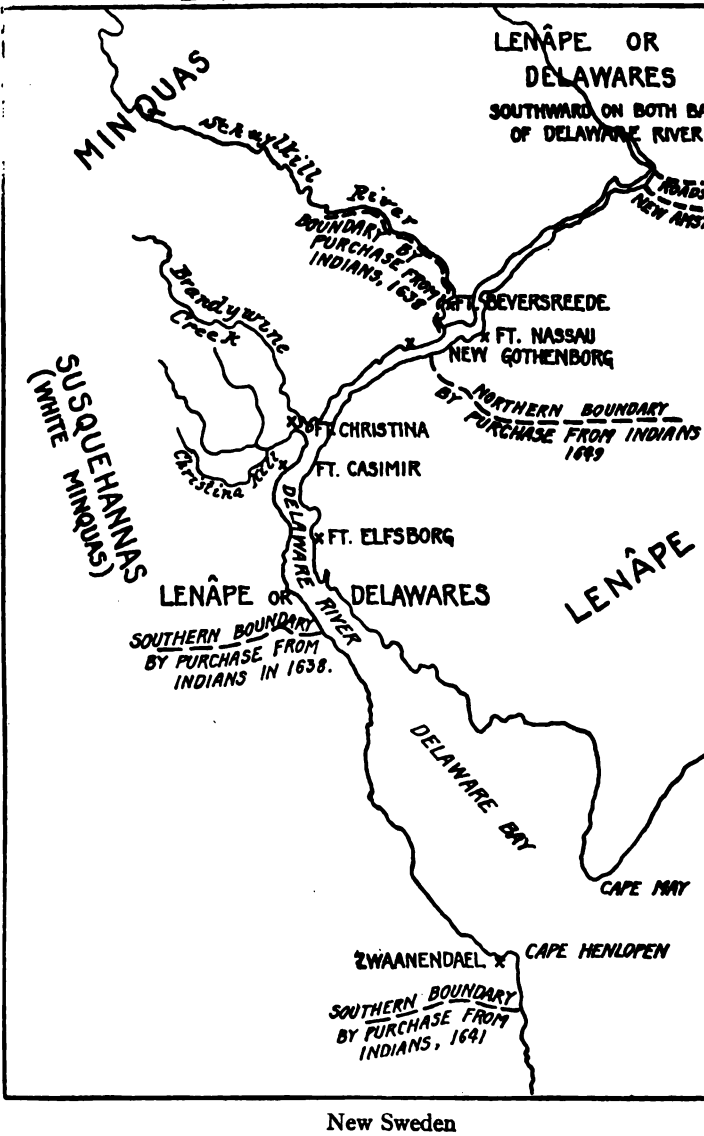 LENÂPE OR
DELAWARES
SOUTHWARD ON BOTH BA
OF DELAWARE RIVER
MINQUAS
Schuylkill
River
ROADS
NEW AMST
BOUNDARY BY
PURCHASE FROM
INDIANS, 1638
Brandywine
Creek
FT. BEVERSREEDE
FT. NASSAU
NEW GOTHENBORG
NORTHERN BOUNDARY
BY PURCHASE FROM INDIANS
1649
SUSQUEHANNAS
(WHITE MINQUAS)
FT. CHRISTINA
Christina Kill
FT. CASIMIR
DELAWARE RIVER
FT. ELFSBORG
LENÂPE
LENÂPE OR DELAWARES
SOUTHERN BOUNDARY
BY PURCHASE FROM
INDIANS IN 1638.
DELAWARE BAY
CAPE MAY
ZWAANENDAEL
CAPE HENLOPEN
SOUTHERN BOUNDARY
BY PURCHASE FROM
INDIANS, 1641
New Sweden